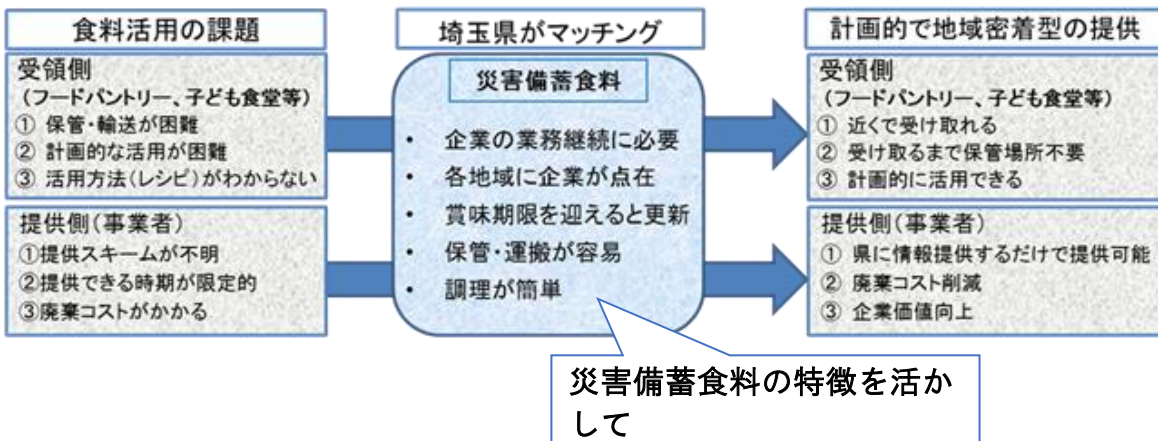 食料活用の課題
受領側
(フードパントリー、子ども食堂等)
① 保管・輸送が困難
② 計画的な活用が困難
③ 活用方法(レシピ)がわからない
提供側(事業者)
①提供スキームが不明
②提供できる時期が限定的
③廃棄コストがかかる
埼玉県がマッチング
災害備蓄食料
• 企業の業務継続に必要
• 各地域に企業が点在
• 賞味期限を迎えると更新
• 保管・運搬が容易
• 調理が簡単
災害備蓄食料の特徴を活か
して
計画的で地域密着型の提供
受領側
(フードパントリー、子ども食堂等)
① 近くで受け取れる
② 受け取るまで保管場所不要
③ 計画的に活用できる
提供側(事業者)
① 県に情報提供するだけで提供可能
② 廃棄コスト削減
③ 企業価値向上